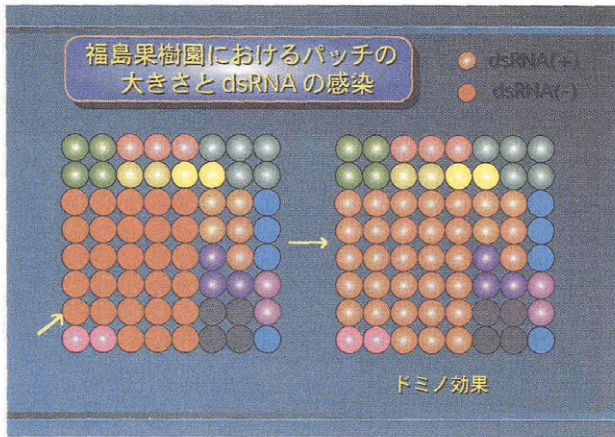 福島果樹園におけるパッチの
大きさと dsRNA の感染
dsRNA(+)
dsRNA(-)
ドミノ効果